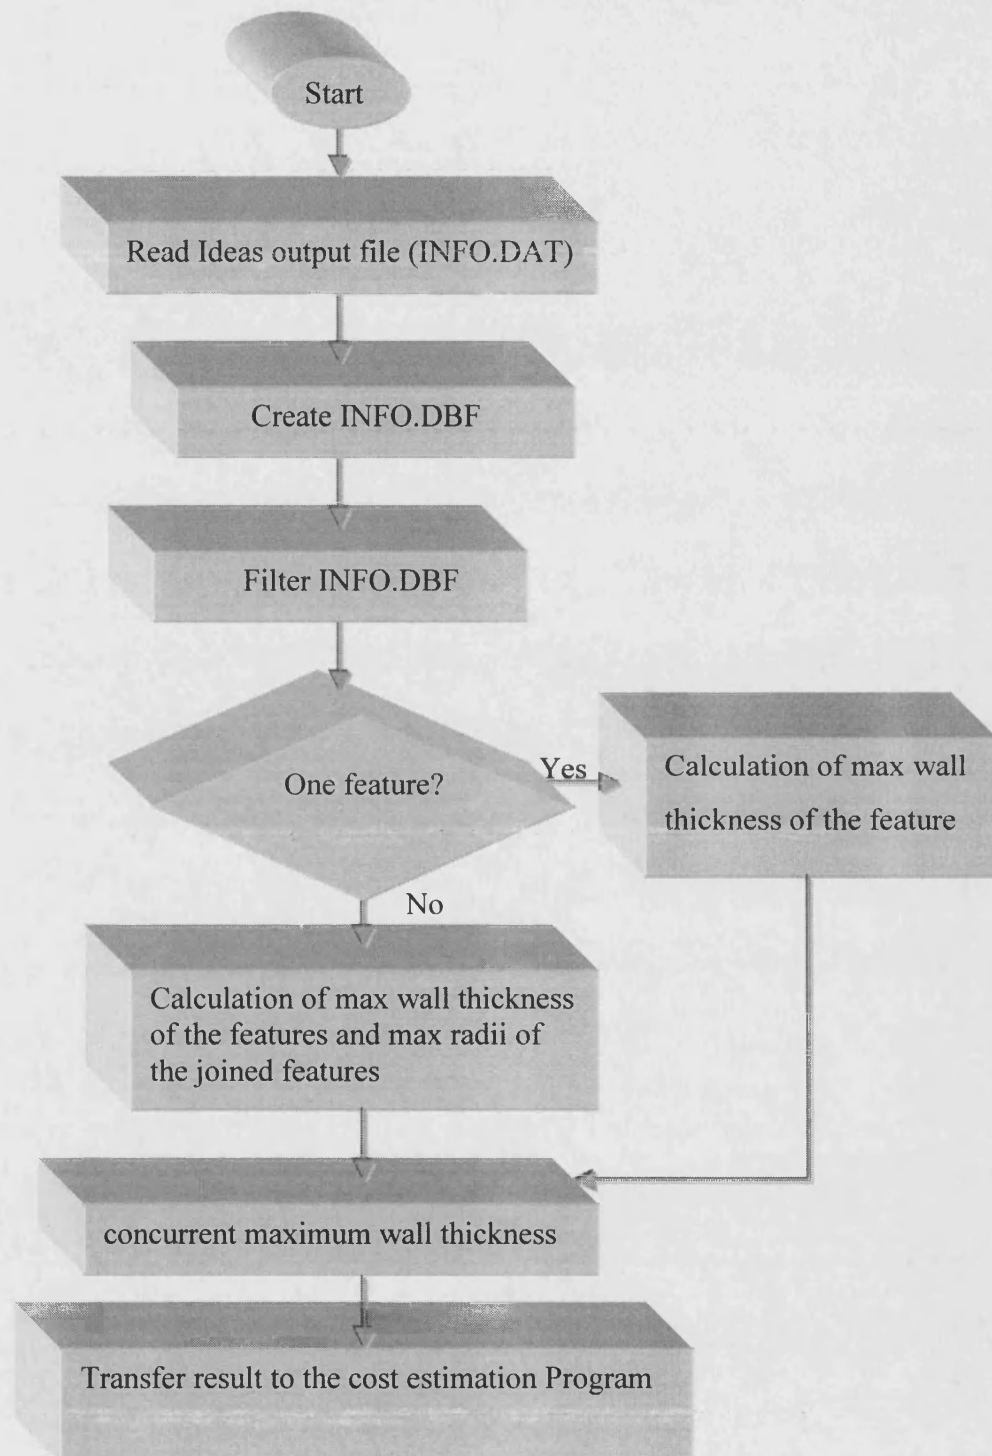 Start
Read Ideas output file (INFO.DAT)
Create INFO.DBF
Filter INFO.DBF
One feature?
Yes
Calculation of max wall
thickness of the feature
No
Calculation of max wall thickness
of the features and max radii of
the joined features
concurrent maximum wall thickness
Transfer result to the cost estimation Program